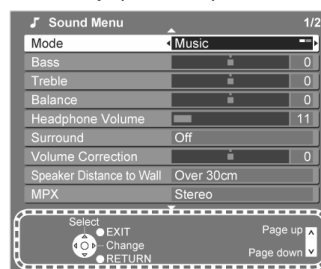 Sound Menu 1/2
Mode Music
Bass 0
Treble 0
Balance 0
Headphone Volume 11
Surround Off
Volume Correction 0
Speaker Distance to Wall Over 30cm
MPX Stereo
Select
EXIT Page up
Change
RETURN Page down